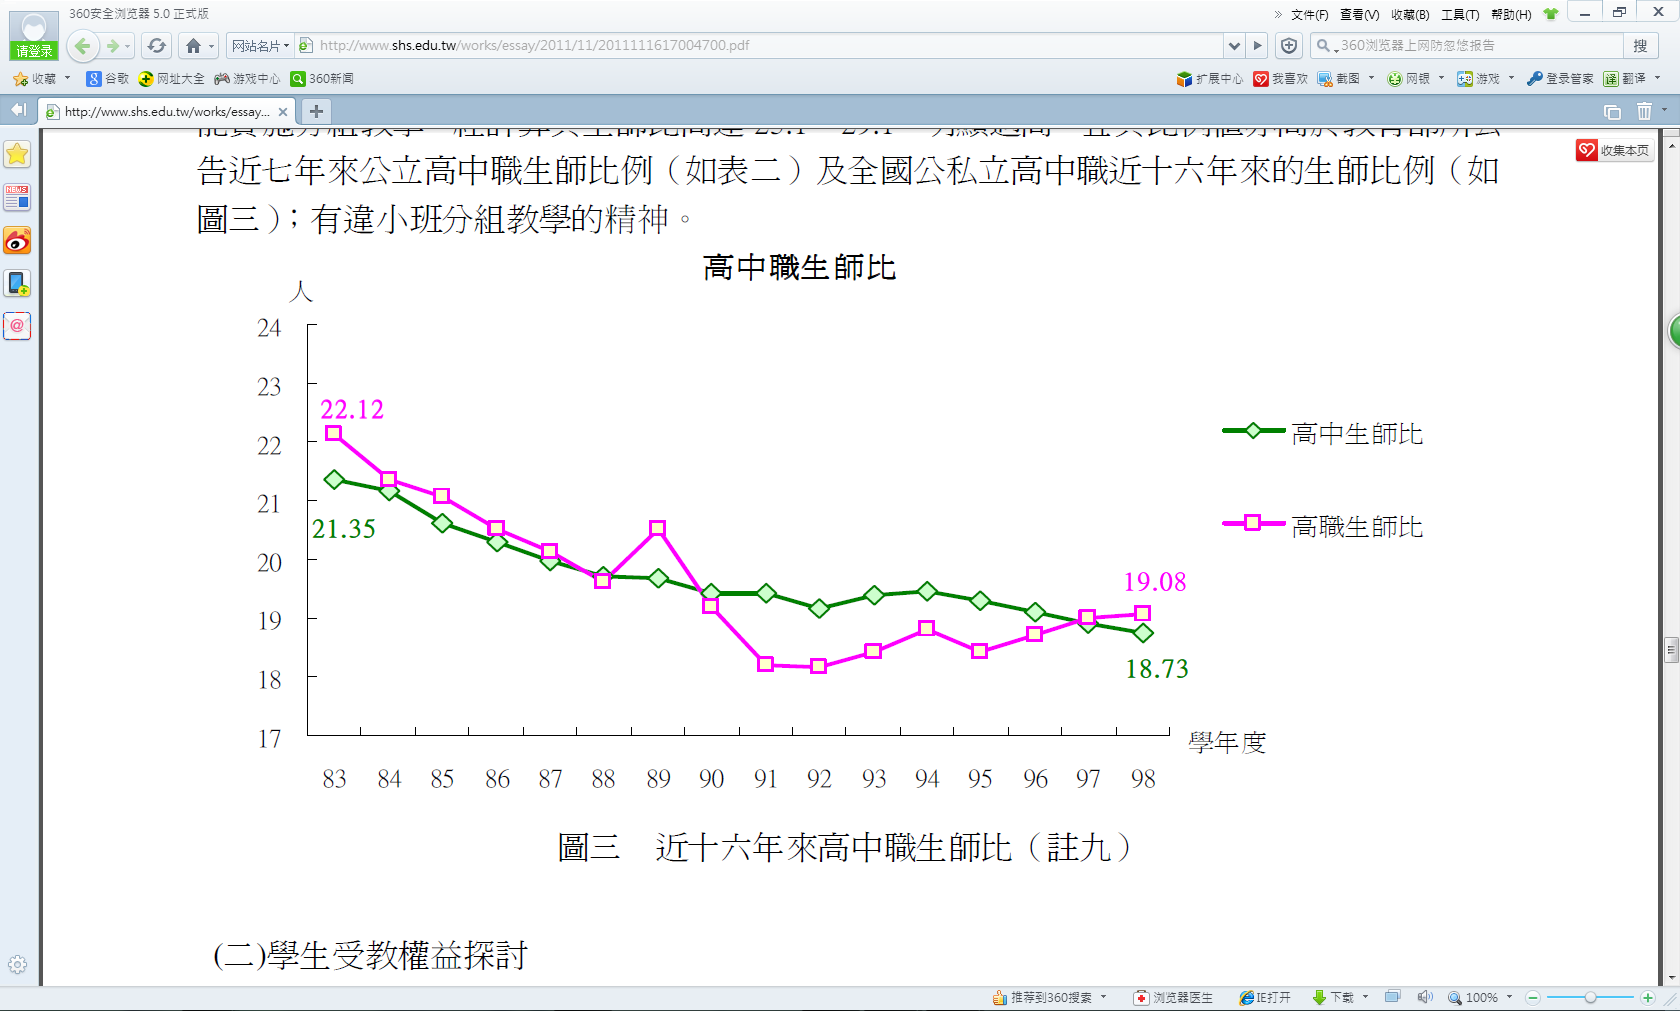 360安全浏览器 5.0 正式版
» 文件(F) 查看(V) 收藏(B) 工具(T) 帮助(H)
请登录
网站名片 http://www.shs.edu.tw/works/essay/2011/11/2011111617004700.pdf 360浏览器上网防忽悠报告 搜
收藏 谷歌 网址大全 游戏中心 360新闻 扩展中心 我喜欢 截图 网银 游戏 登录管家 翻译
http://www.shs.edu.tw/works/essay...
收集本页
告近七年來公立高中職生師比例（如表二）及全國公私立高中職近十六年來的生師比例（如
圖三）；有違小班分組教學的精神。
高中職生師比
人
24
23
22
21
20
19
18
17
22.12
21.35
19.08
18.73
高中生師比
高職生師比
學年度
83 84 85 86 87 88 89 90 91 92 93 94 95 96 97 98
圖三 近十六年來高中職生師比（註九）
(二)學生受教權益探討
推荐到360搜索 浏览器医生 IE打开 下载 100%